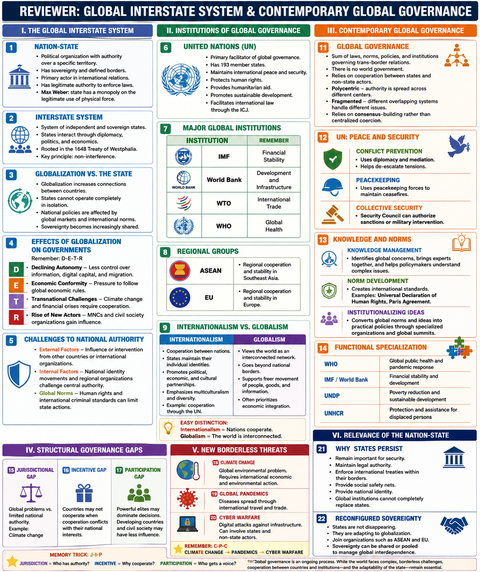 REVIEWER: GLOBAL INTERSTATE SYSTEM & CONTEMPORARY GLOBAL GOVERNANCE
I. THE GLOBAL INTERSTATE SYSTEM
1
NATION-STATE
• Political organization with authority
over a specific territory.
• Has sovereignty and defined borders.
• Primary actor in international relations.
• Has legitimate authority to enforce laws.
• Max Weber: state has a monopoly on the
legitimate use of physical force.
2
INTERSTATE SYSTEM
• System of independent and sovereign states.
• States interact through diplomacy,
politics, and economics.
• Rooted in the 1648 Treaty of Westphalia.
• Key principle: non-interference.
3
GLOBALIZATION VS. THE STATE
• Globalization increases connections
between countries.
• States cannot operate completely
in isolation.
• National policies are affected by
global markets and international norms.
• Sovereignty becomes increasingly shared.
4
EFFECTS OF GLOBALIZATION
ON GOVERNMENTS
Remember: D-E-T-R
D
• Declining Autonomy — Less control over
information, digital capital, and migration.
E
• Economic Conformity — Pressure to follow
global economic rules.
T
• Transnational Challenges — Climate change
and financial crises require cooperation.
R
• Rise of New Actors — MNCs and civil society
organizations gain influence.
5
CHALLENGES TO NATIONAL AUTHORITY
• External Factors — Influence or intervention
from other countries or international
organizations.
• Internal Factors — National identity
movements and regional organizations
challenge central authority.
• Global Norms — Human rights and
international criminal standards can limit
state actions.
II. INSTITUTIONS OF GLOBAL GOVERNANCE
6
UNITED NATIONS (UN)
• Primary facilitator of global governance.
• Has 193 member states.
• Maintains international peace and security.
• Protects human rights.
• Provides humanitarian aid.
• Promotes sustainable development.
• Facilitates international law
through the ICJ.
7
MAJOR GLOBAL INSTITUTIONS
INSTITUTION REMEMBER
IMF Financial
Stability
WORLD BANK
World Bank Development
and
Infrastructure
WTO International
Trade
WHO Global
Health
8
REGIONAL GROUPS
ASEAN
• Regional cooperation
and stability in
Southeast Asia.
EU
• Regional cooperation
and stability in
Europe.
9
INTERNATIONALISM VS. GLOBALISM
INTERNATIONALISM
• Cooperation between nations.
• States maintain their
individual identities.
• Promotes political,
economic, and cultural
partnerships.
• Emphasizes multiculturalism
and diversity.
• Example: cooperation
through the UN.
GLOBALISM
• Views the world as an
interconnected network.
• Goes beyond national
borders.
• Supports freer movement
of people, goods, and
information.
• Often prioritizes
economic integration.
EASY DISTINCTION:
Internationalism = Nations cooperate.
Globalism = The world is interconnected.
III. CONTEMPORARY GLOBAL GOVERNANCE
11
GLOBAL GOVERNANCE
• Sum of laws, norms, policies, and institutions
governing trans-border relations.
• There is no world government.
• Relies on cooperation between states and
non-state actors.
• Polycentric – authority is spread across
different centers.
• Fragmented – different overlapping systems
handle different issues.
• Relies on consensus-building rather than
centralized coercion.
12
UN: PEACE AND SECURITY
CONFLICT PREVENTION
• Uses diplomacy and mediation.
• Helps de-escalate tensions.
PEACEKEEPING
• Uses peacekeeping forces to
maintain ceasefires.
COLLECTIVE SECURITY
• Security Council can authorize
sanctions or military intervention.
13
KNOWLEDGE AND NORMS
KNOWLEDGE MANAGEMENT
• Identifies global concerns, brings experts
together, and helps policymakers understand
complex issues.
NORM DEVELOPMENT
• Creates international standards.
Examples: Universal Declaration of
Human Rights, Paris Agreement.
INSTITUTIONALIZING IDEAS
• Converts global norms and ideas into
practical policies through specialized
organizations and global summits.
14
FUNCTIONAL SPECIALIZATION
WHO Global public health and
pandemic response
IMF / World Bank Financial stability and
development
UNDP Poverty reduction and
sustainable development
UNHCR Protection and assistance for
displaced persons
IV. STRUCTURAL GOVERNANCE GAPS
15
JURISDICTIONAL
GAP
Global problems vs.
limited national
authority.
Example:
Climate change
16
INCENTIVE GAP
Countries may not
cooperate when
cooperation conflicts
with their national
interests.
17
PARTICIPATION
GAP
Powerful elites may
dominate decisions.
Developing countries
and civil society may
have less influence.
MEMORY TRICK: J-I-P
JURISDICTION = Who has authority? INCENTIVE = Why cooperate? PARTICIPATION = Who gets a voice?
V. NEW BORDERLESS THREATS
18
CLIMATE CHANGE
• Global environmental problem.
• Requires international economic
and environmental action.
GLOBAL PANDEMICS
• Diseases spread through
international travel and trade.
20
CYBER WARFARE
• Digital attacks against infrastructure.
• Can involve states and
non-state actors.
REMEMBER: C-P-C
CLIMATE CHANGE → PANDEMICS → CYBER WARFARE
VI. RELEVANCE OF THE NATION-STATE
21
WHY STATES PERSIST
• Remain important for security.
• Maintain legal authority.
• Enforce international treaties within
their borders.
• Provide social safety nets.
• Provide national identity.
• Global institutions cannot completely
replace states.
22
RECONFIGURED SOVEREIGNTY
• States are not disappearing.
• They are adapting to globalization.
• Join organizations such as ASEAN and EU.
• Sovereignty can be shared or pooled
to manage global interdependence.
Global governance is an ongoing process. While the world faces complex, borderless challenges,
cooperation between countries and institutions—and the adaptability of the state—remain essential.